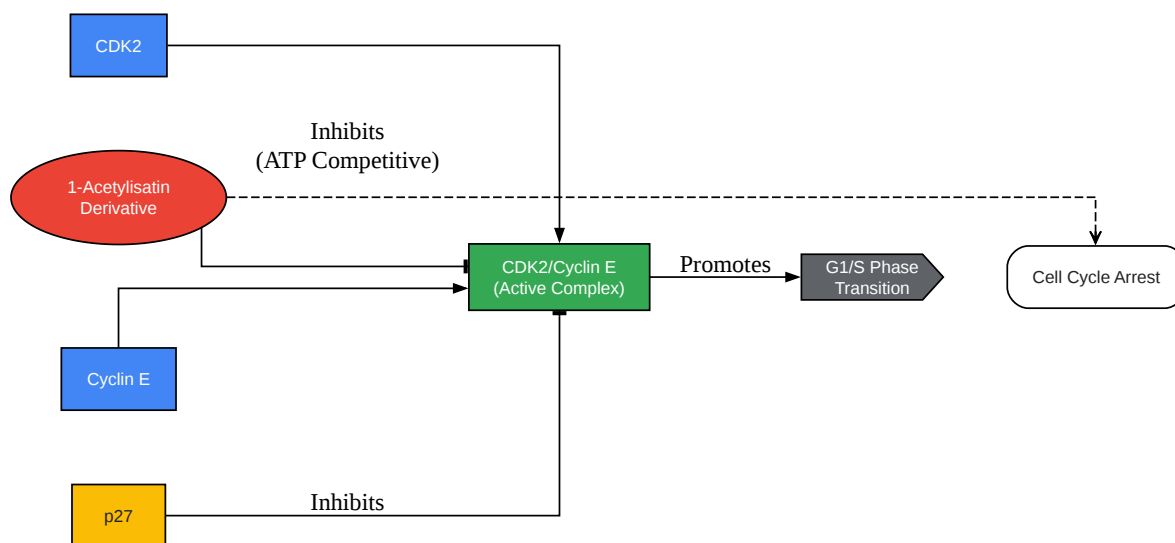 CDK2
Inhibits
(ATP Competitive)
1-Acetylisatin
Derivative
CDK2/Cyclin E
(Active Complex)
Promotes
G1/S Phase
Transition
Cell Cycle Arrest
Cyclin E
p27
Inhibits